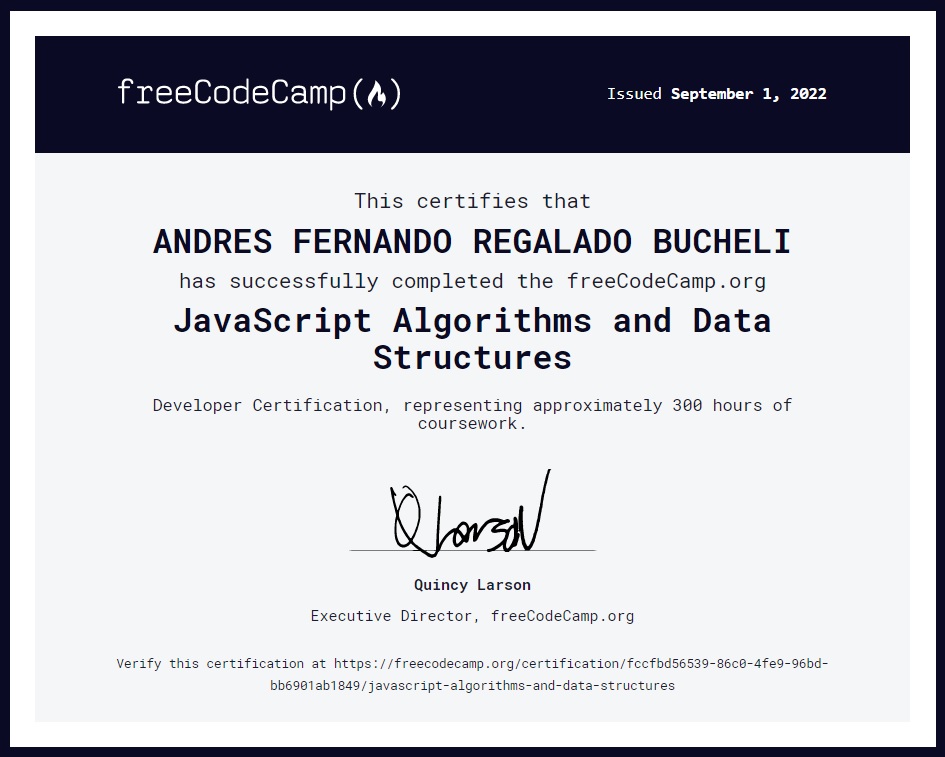 freeCodeCamp(🔥)
Issued September 1, 2022
This certifies that
ANDRES FERNANDO REGALADO BUCHELI
has successfully completed the freeCodeCamp.org
JavaScript Algorithms and Data
Structures
Developer Certification, representing approximately 300 hours of
coursework.
Q Larson
Quincy Larson
Executive Director, freeCodeCamp.org
Verify this certification at https://freecodecamp.org/certification/fccfbd56539-86c0-4fe9-96bd-
bb6901ab1849/javascript-algorithms-and-data-structures